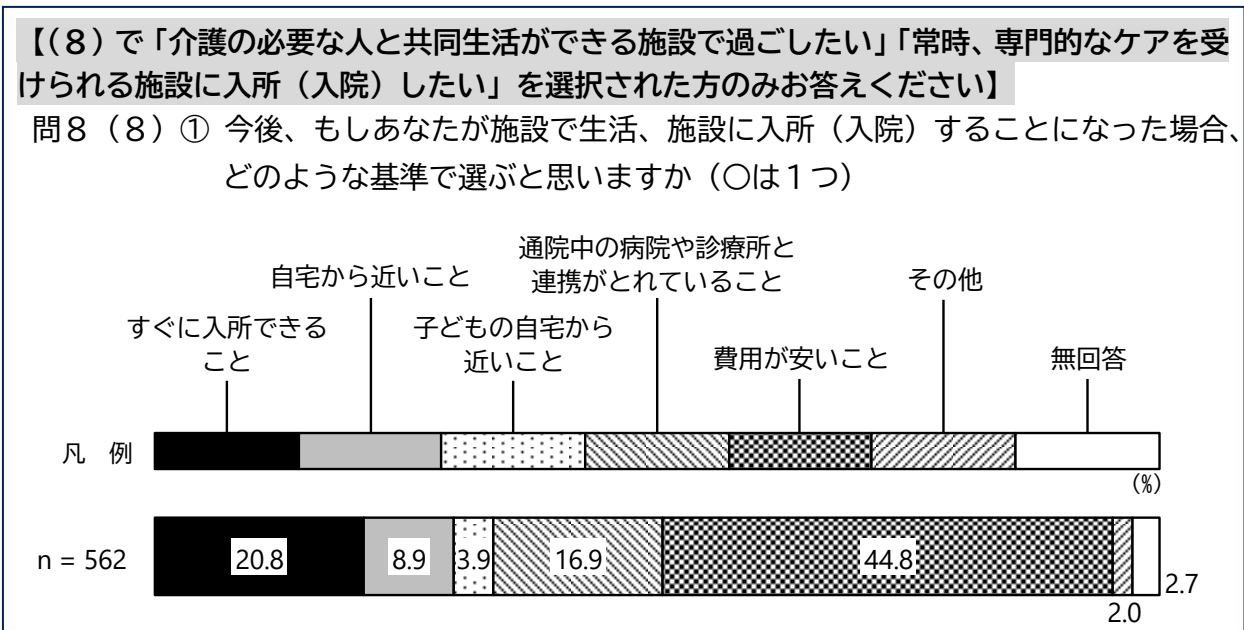 【（８）で「介護の必要な人と共同生活ができる施設で過ごしたい」「常時、専門的なケアを受
けられる施設に入所（入院）したい」を選択された方のみお答えください】
問８（８）① 今後、もしあなたが施設で生活、施設に入所（入院）することになった場合、
どのような基準で選ぶと思いますか（〇は１つ）
すぐに入所できる
こと
自宅から近いこと
子どもの自宅から
近いこと
通院中の病院や診療所と
連携がとれていること
費用が安いこと
その他
無回答
凡 例
(%)
n = 562
20.8
8.9
3.9
16.9
44.8
2.0
2.7